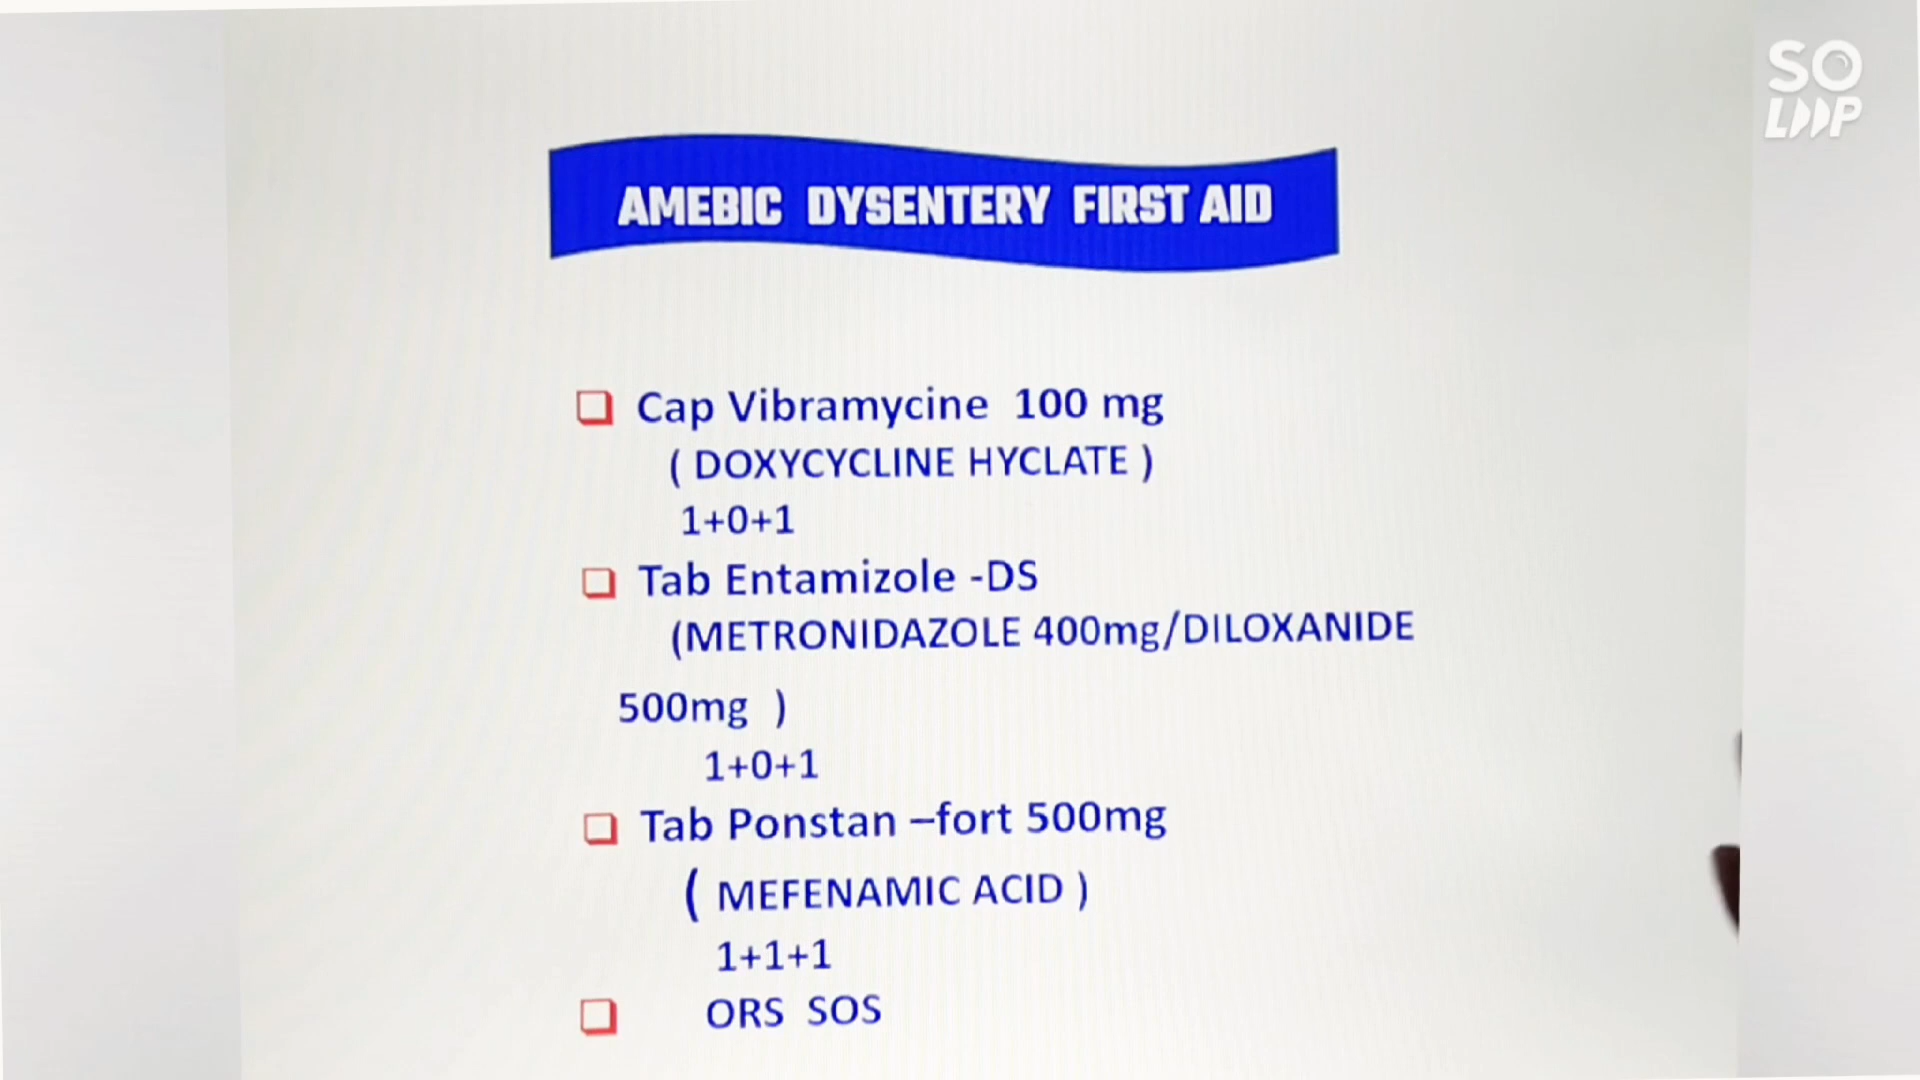 SO
LOOP
AMEBIC DYSENTERY FIRST AID
❑ Cap Vibramycine 100 mg
( DOXYCYCLINE HYCLATE )
1+0+1
❑ Tab Entamizole -DS
(METRONIDAZOLE 400mg/DILOXANIDE
500mg )
1+0+1
❑ Tab Ponstan –fort 500mg
( MEFENAMIC ACID )
1+1+1
❑ ORS SOS